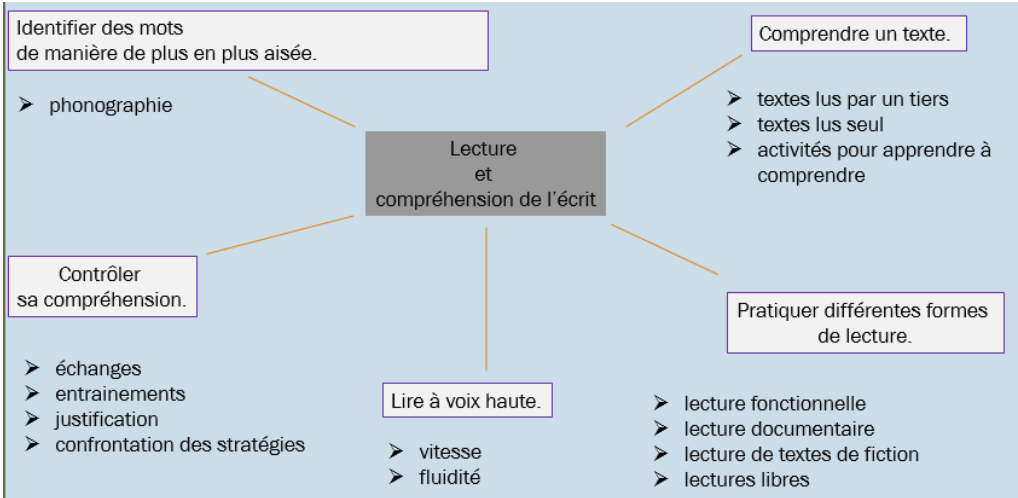 Identifier des mots
de manière de plus en plus aisée.
➢ phonographie
Comprendre un texte.
➢ textes lus par un tiers
➢ textes lus seul
➢ activités pour apprendre à
comprendre
Lecture
et
compréhension de l'écrit
Contrôler
sa compréhension.
➢ échanges
➢ entrainements
➢ justification
➢ confrontation des stratégies
Lire à voix haute.
➢ vitesse
➢ fluidité
Pratiquer différentes formes
de lecture.
➢ lecture fonctionnelle
➢ lecture documentaire
➢ lecture de textes de fiction
➢ lectures libres